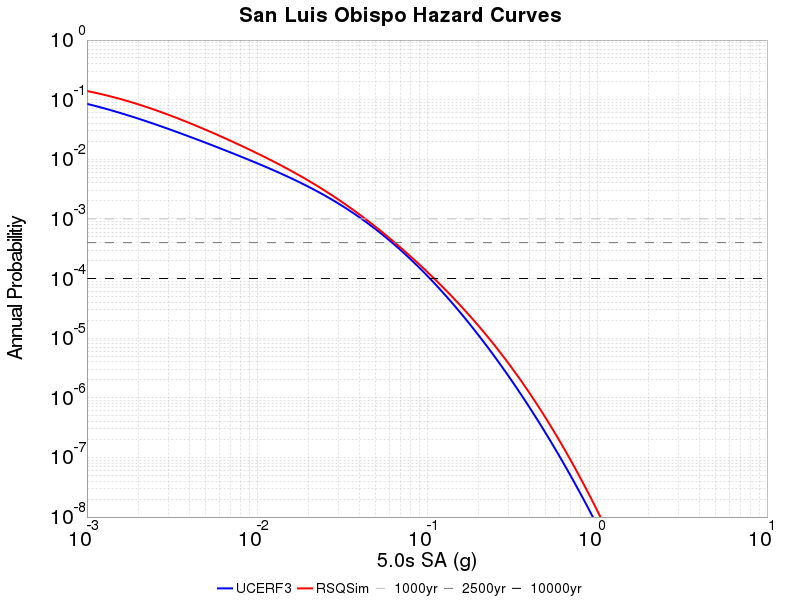 San Luis Obispo Hazard Curves
Annual Probability
10^0
10^-1
10^-2
10^-3
10^-4
10^-5
10^-6
10^-7
10^-8
10^-3 10^-2 10^-1 10^0 10^1
5.0s SA (g)
UCERF3 RSQSim 1000yr 2500yr 10000yr